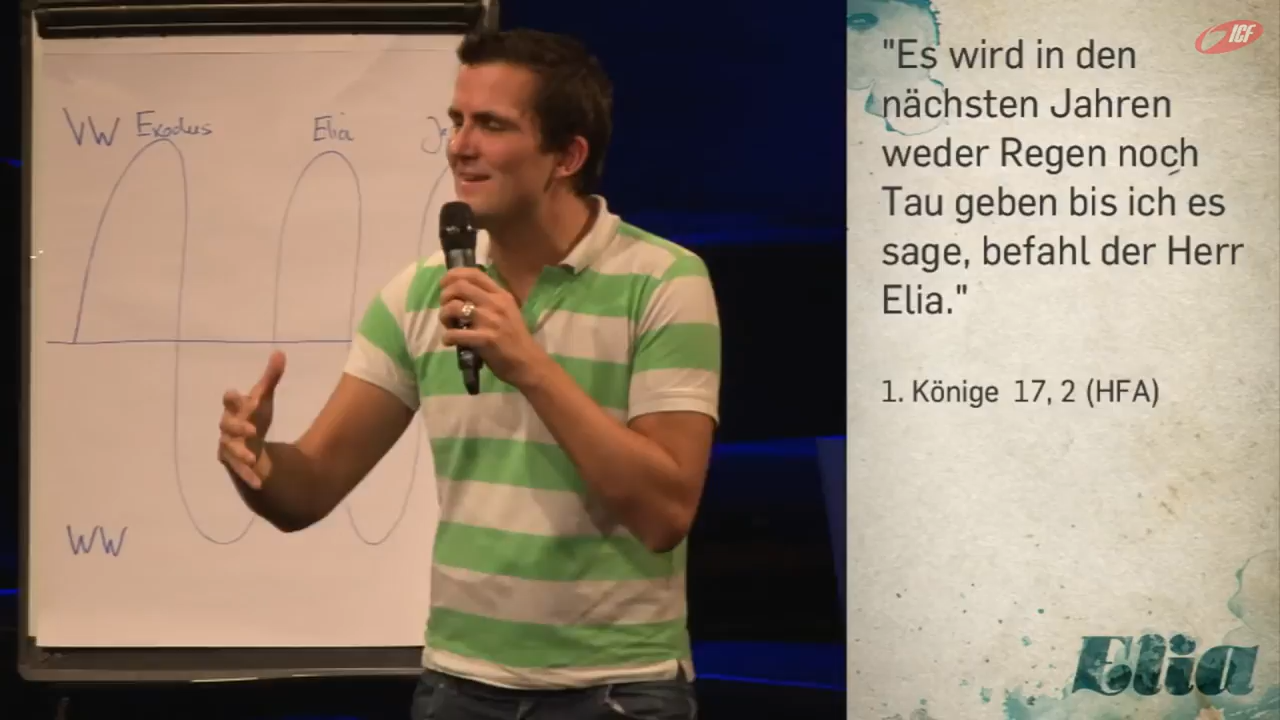 VW Exodus Elia
WW
ICF
"Es wird in den
nächsten Jahren
weder Regen noch
Tau geben bis ich es
sage, befahl der Herr
Elia."
1. Könige 17, 2 (HFA)
Elia